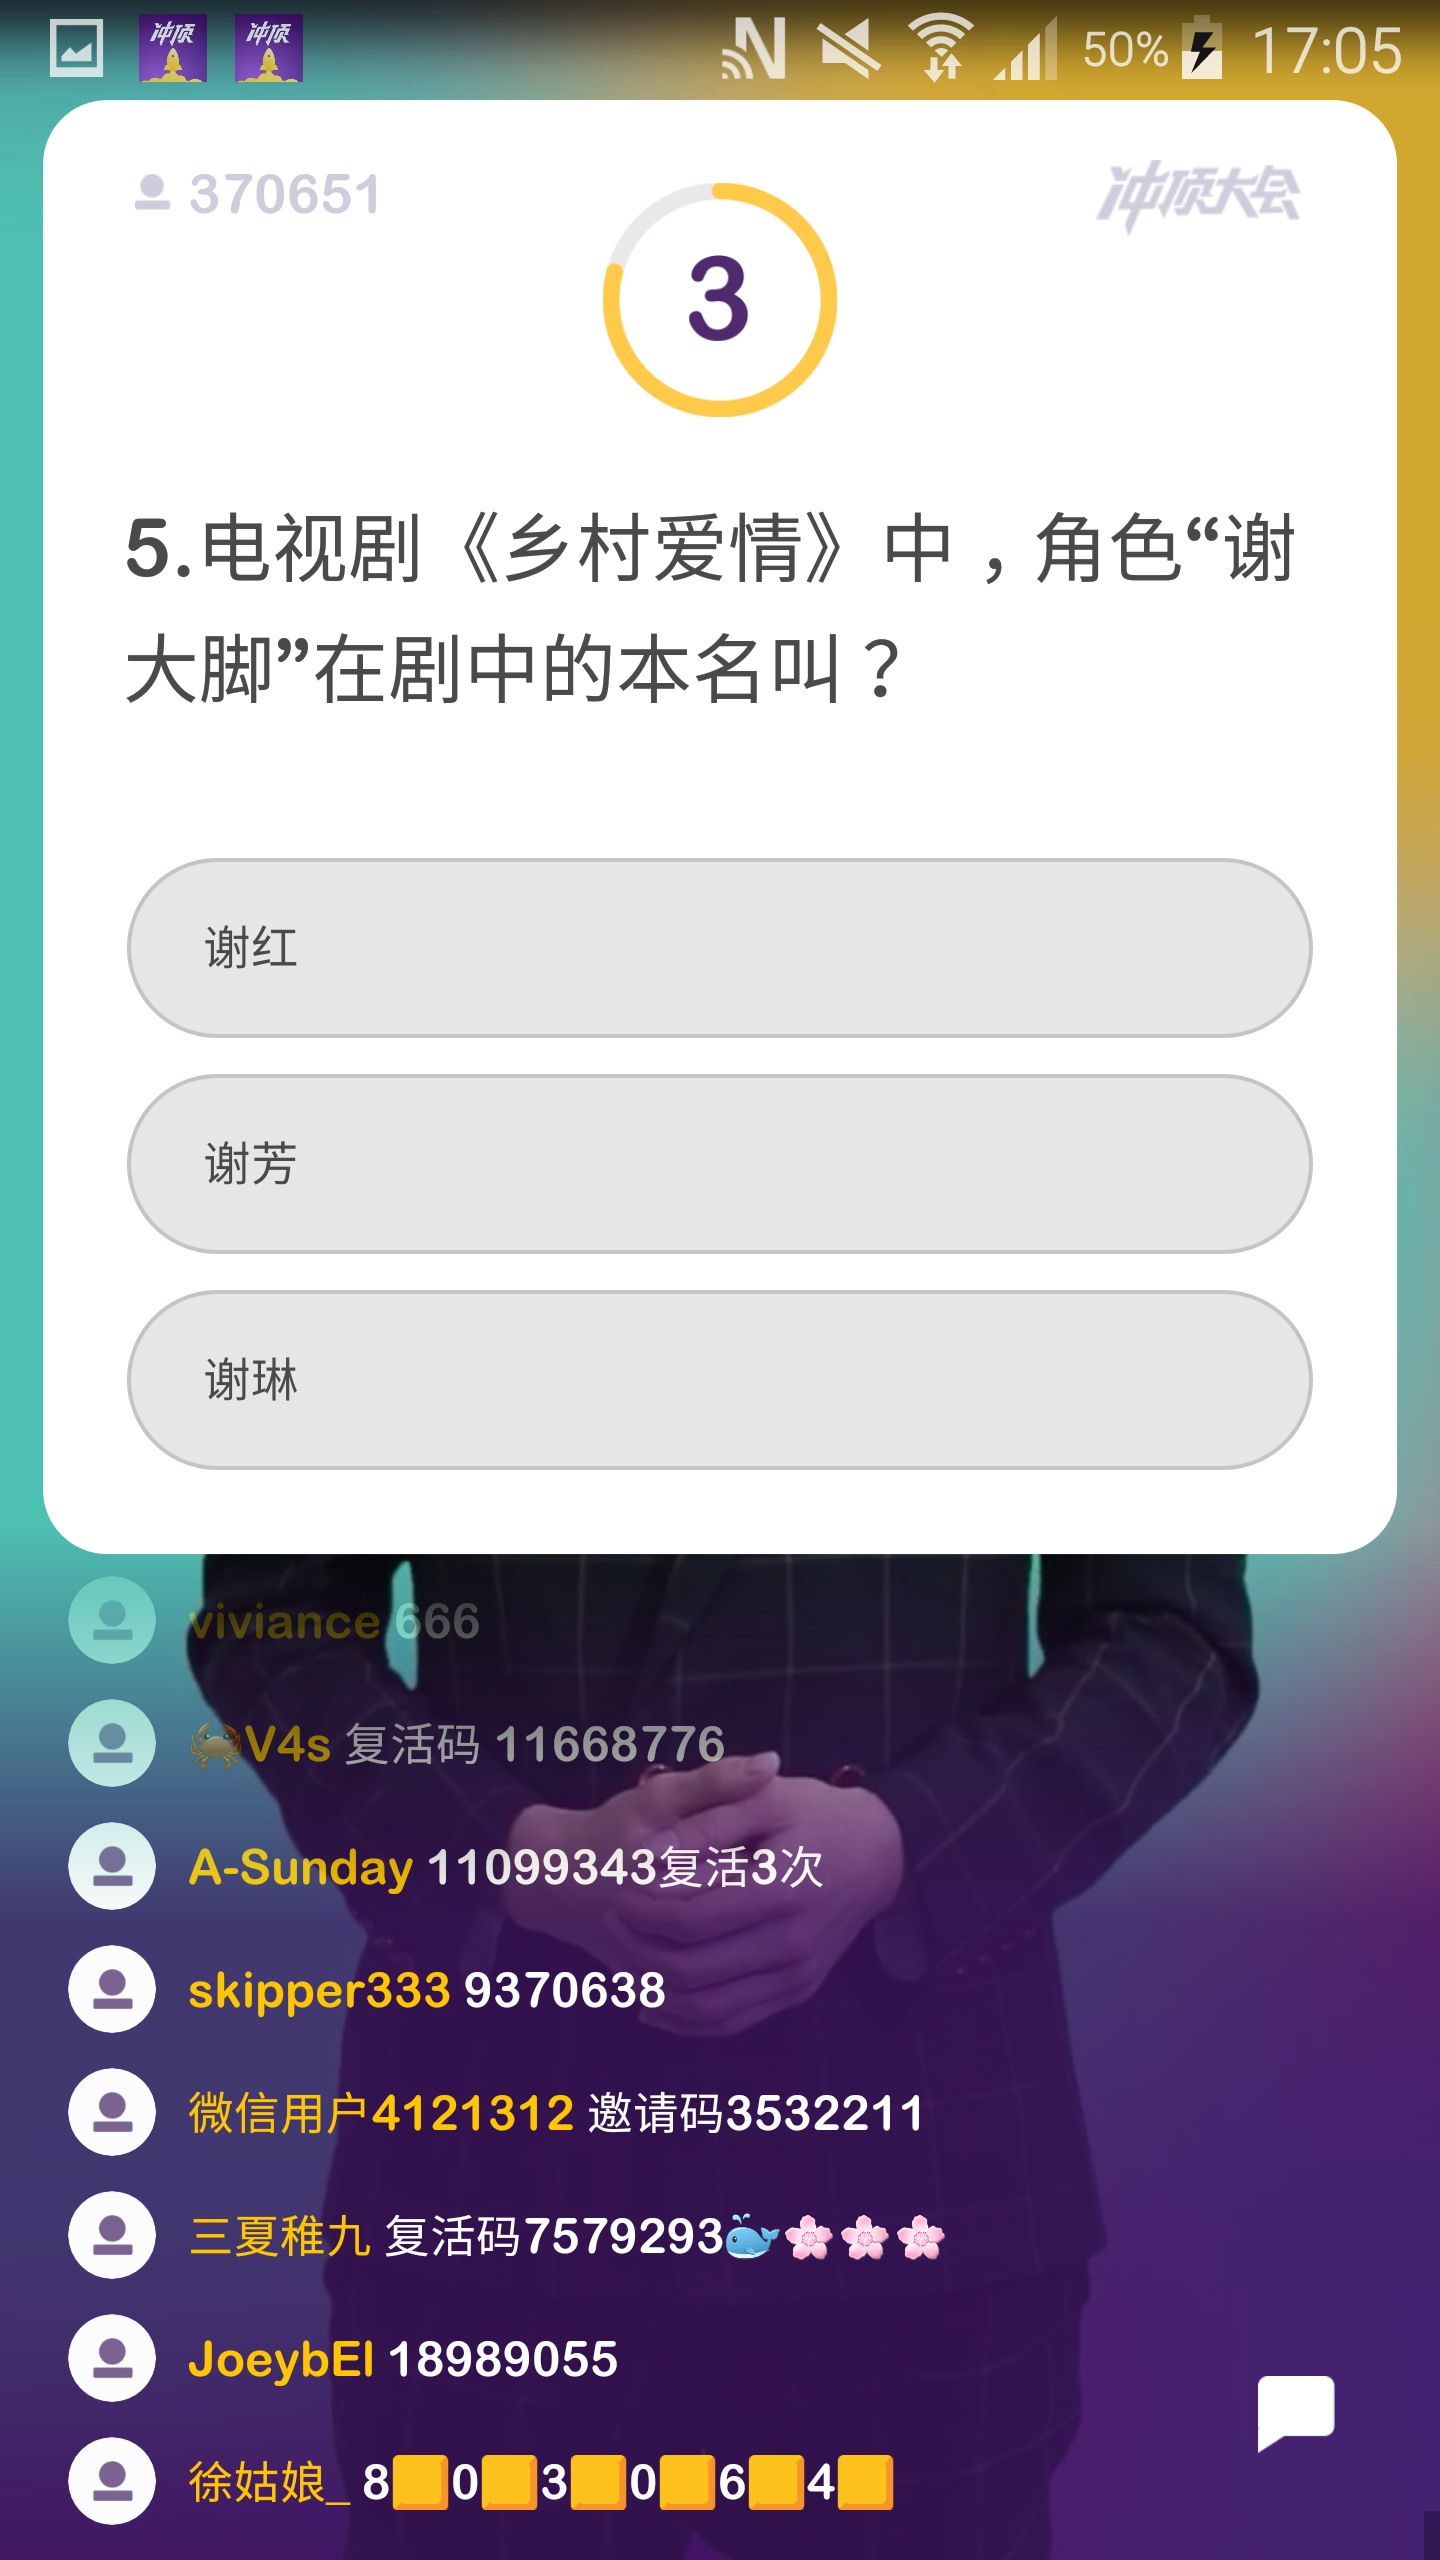 冲顶 冲顶 50% 17:05
370651
冲顶大会
3
5.电视剧《乡村爱情》中，角色“谢
大脚”在剧中的本名叫？
谢红
谢芳
谢琳
viviance 666
🦀V4s 复活码 11668776
A-Sunday 11099343复活3次
skipper333 9370638
微信用户4121312 邀请码3532211
三夏稚九 复活码7579293🐳🌸🌸🌸
JoeybEl 18989055
徐姑娘_ 8🟨0🟨3🟨0🟨6🟨4🟨